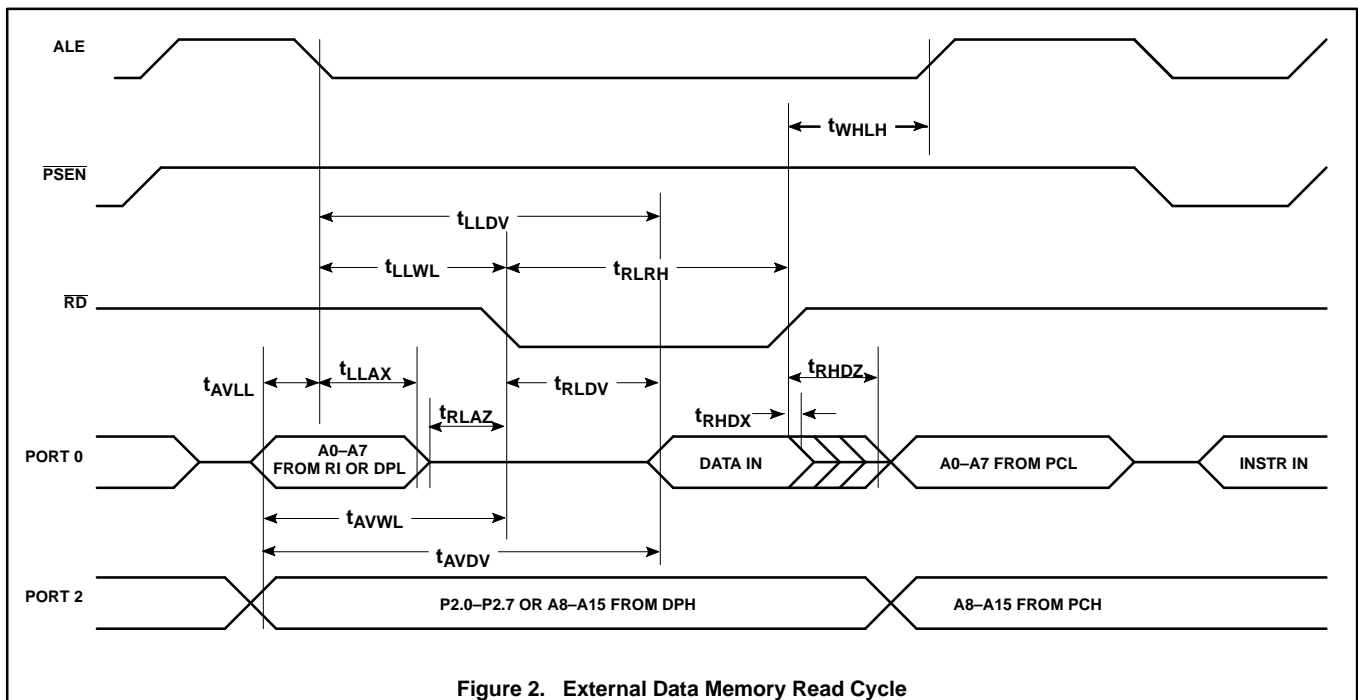 ALE
tWHLH
PSEN
tLLDV
tLLWL
tRLRH
RD
tAVLL
tLLAX
tRLAZ
tRLDV
tRHDZ
tRHDX
PORT 0
A0–A7
FROM RI OR DPL
DATA IN
A0–A7 FROM PCL
INSTR IN
tAVWL
tAVDV
PORT 2
P2.0–P2.7 OR A8–A15 FROM DPH
A8–A15 FROM PCH
Figure 2. External Data Memory Read Cycle